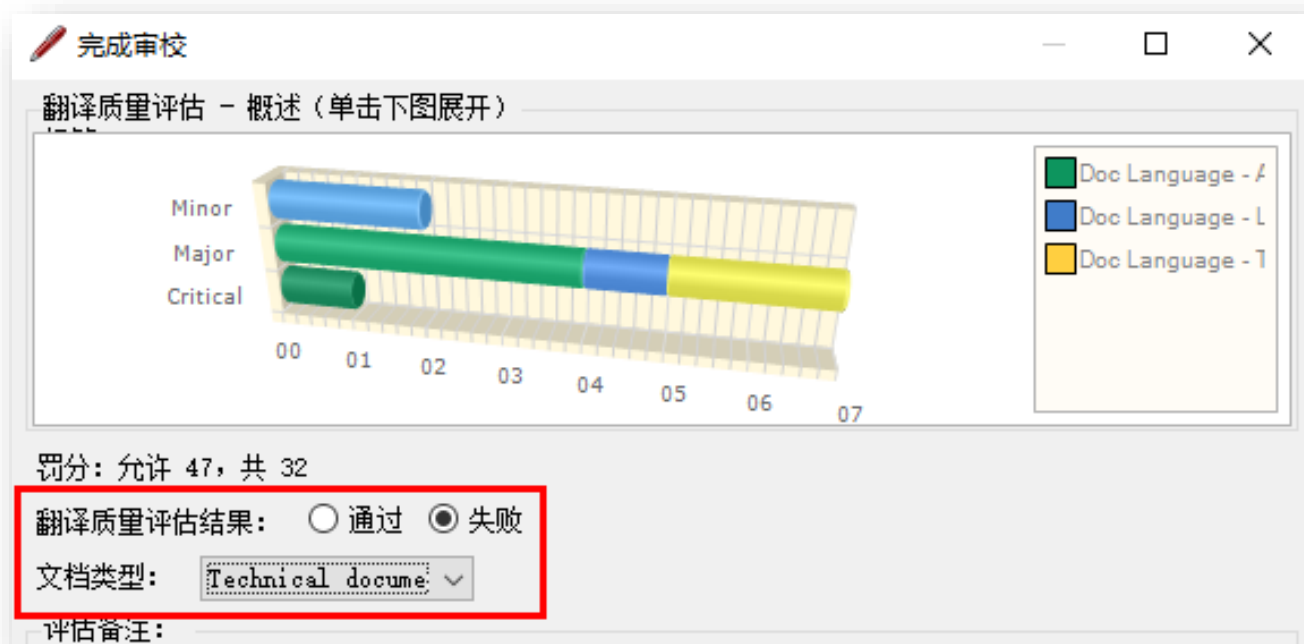 完成审校
翻译质量评估 - 概述（单击下图展开）
Minor
Major
Critical
00 01 02 03 04 05 06 07
Doc Language - A
Doc Language - L
Doc Language - T
罚分: 允许 47, 共 32
翻译质量评估结果: 通过 失败
文档类型: Technical docume
评估备注: